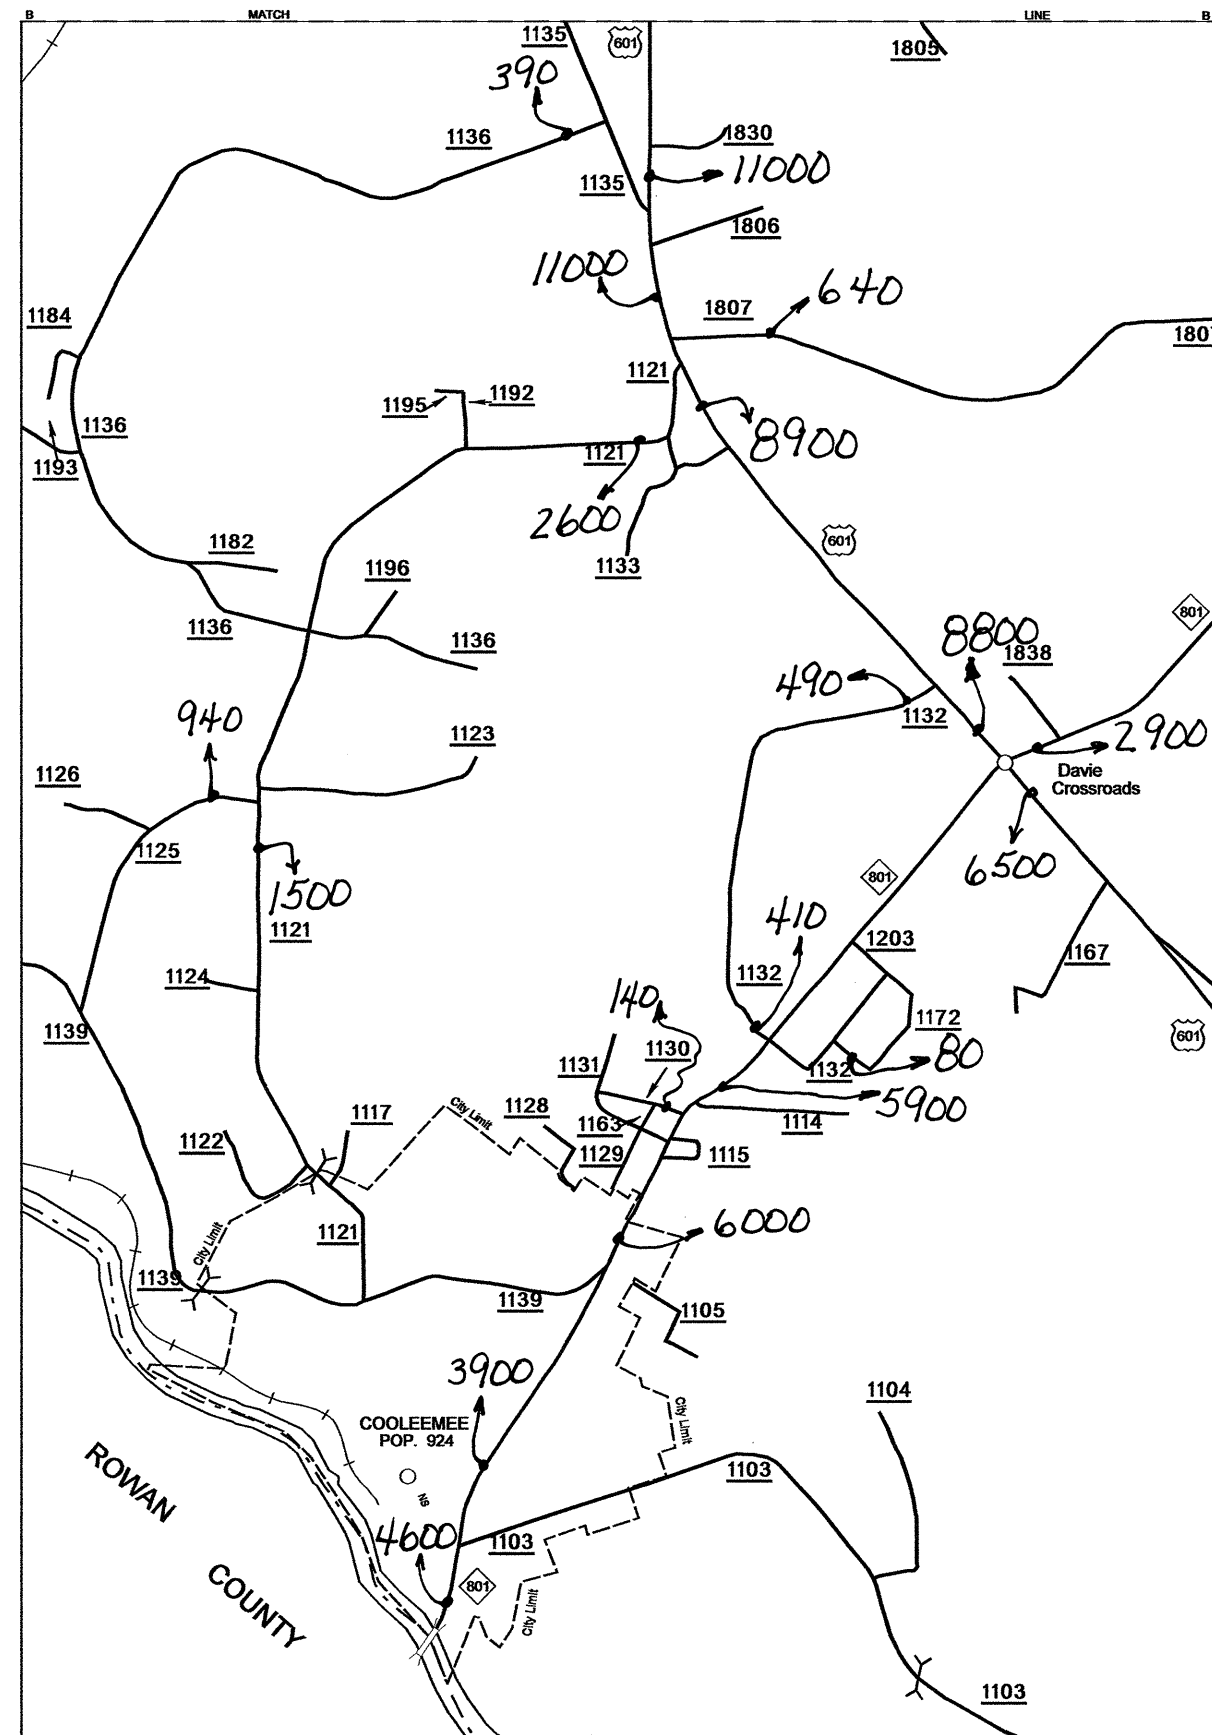 B MATCH LINE B
1135 601 1805
390
1136 1830
1135 11000
1806
11000
1184 1807 640
1807
1121
1195 1192
1136 8900
1193 1121
2600
1182 601
1196 1133
801
1136 1136 8800
1838
490
1132
940 1123 2900
1126 Davie
Crossroads
1125
6500
1500 801
410
1121 1203
1124 1132 1167
140
1139 1172 601
1130
1131 1132 80
City Limit
1128 5900
1117 1163 1114
1122 1129 1115
City Limit 1121 6000
1139 1139 1105
3900
1104
COOLEEMEE
POP. 924
City Limit
1103
ROWAN
NS
4600 1103
801
COUNTY City Limit
1103